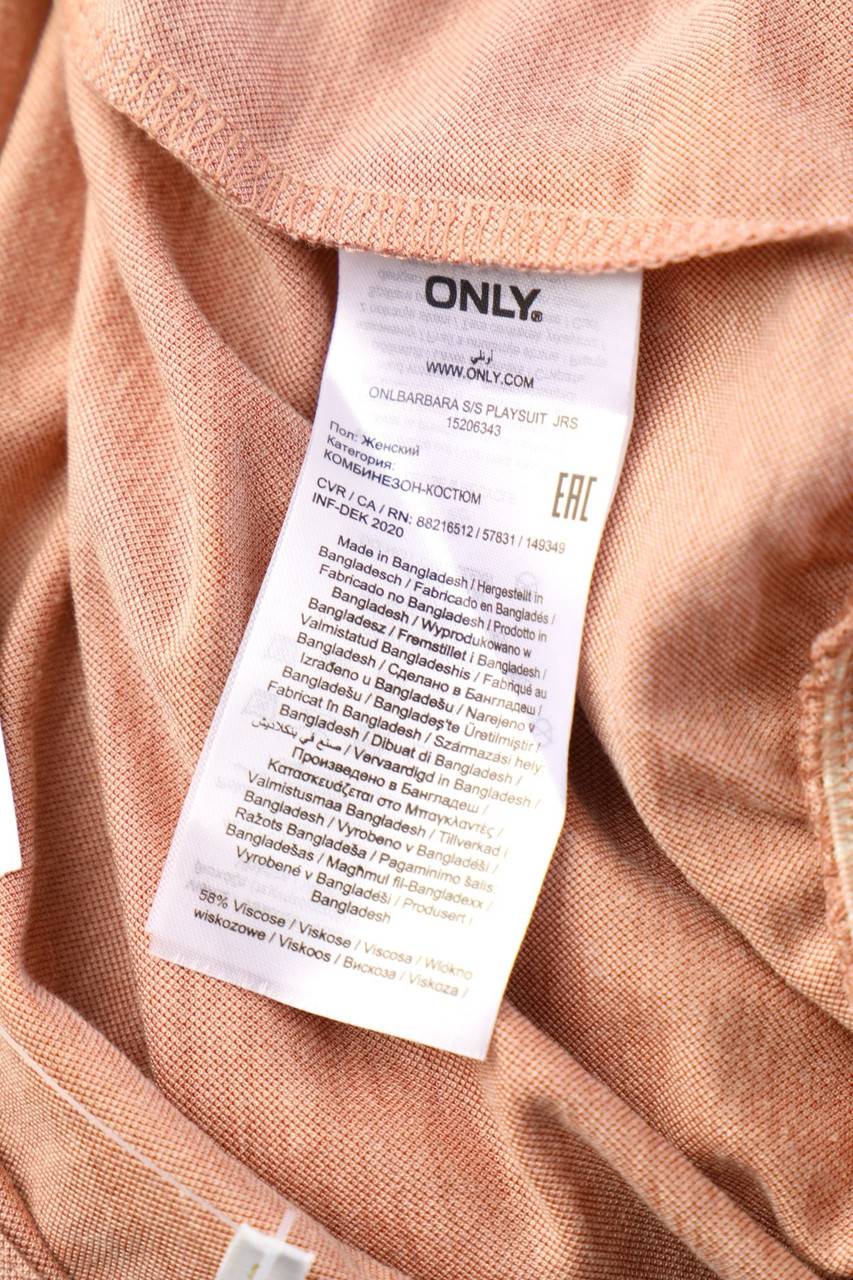 ONLY®
أونلي
WWW.ONLY.COM
ONLBARBARA S/S PLAYSUIT JRS
15206343
Пол: Женский
Категория:
КОМБИНЕЗОН-КОСТЮМ
EAC
CVR / CA / RN: 88216512 / 57831 / 149349
INF-DEK 2020
Made in Bangladesh / Hergestellt in
Bangladesch / Fabricado en Bangladés /
Fabricado no Bangladesh / Prodotto in
Bangladesh / Wyprodukowano w
Bangladesz / Fremstillet i Bangladesh /
Valmistatud Bangladeshis / Fabriqué au
Bangladesh / Сделано в Бангладеш /
Izrađeno u Bangladešu / Narejeno v
Bangladešu / Bangladeş'te Üretilmiştir /
Fabricat în Bangladesh / Származási hely
Bangladesh / Dibuat di Bangladesh /
صنع في بنكلاديش / Vervaardigd in Bangladesh /
Произведено в Бангладеш /
Κατασκευάζεται στο Μπαγκλαντές /
Valmistusmaa Bangladesh / Tillverkad i
Bangladesh / Vyrobeno v Bangladéši /
Ražots Bangladeša / Pagaminimo šalis
Bangladešas / Magħmul fil-Bangladexx /
Vyrobené v Bangladéši / Produsert i
Bangladesh
58% Viscose / Viskose / Viscosa / Włókno
wiskozowe / Viskoos / Вискоза / Viskoza /